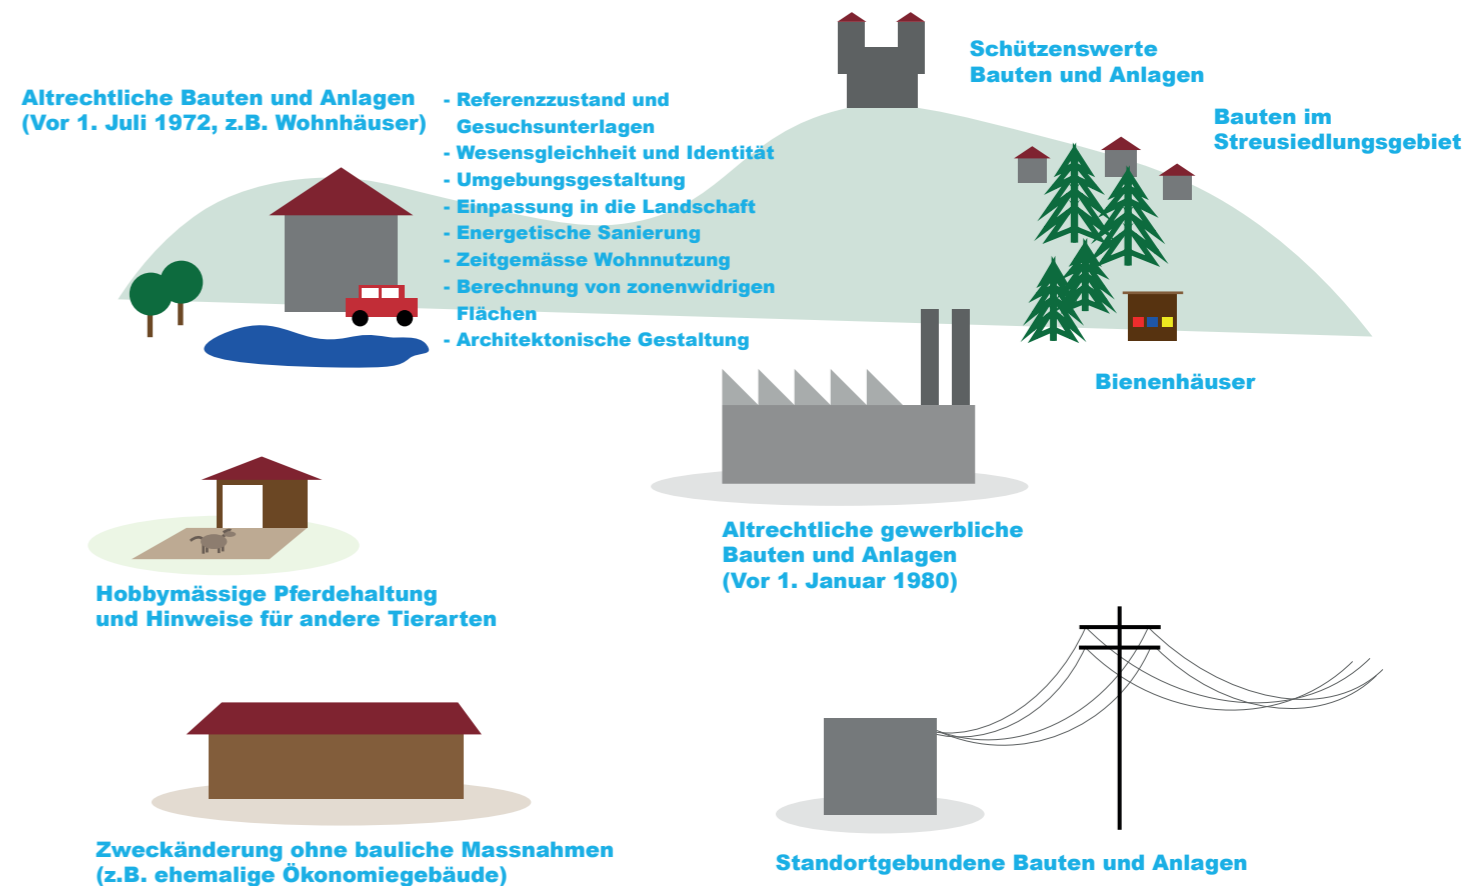 Schützenswerte
Bauten und Anlagen
Altrechtliche Bauten und Anlagen
(Vor 1. Juli 1972, z.B. Wohnhäuser)
- Referenzzustand und
Gesuchsunterlagen
- Wesensgleichheit und Identität
- Umgebungsgestaltung
- Einpassung in die Landschaft
- Energetische Sanierung
- Zeitgemässe Wohnnutzung
- Berechnung von zonenwidrigen
Flächen
- Architektonische Gestaltung
Bauten im
Streusiedlungsgebiet
Bienenhäuser
Altrechtliche gewerbliche
Bauten und Anlagen
(Vor 1. Januar 1980)
Hobbymässige Pferdehaltung
und Hinweise für andere Tierarten
Zweckänderung ohne bauliche Massnahmen
(z.B. ehemalige Ökonomiegebäude)
Standortgebundene Bauten und Anlagen